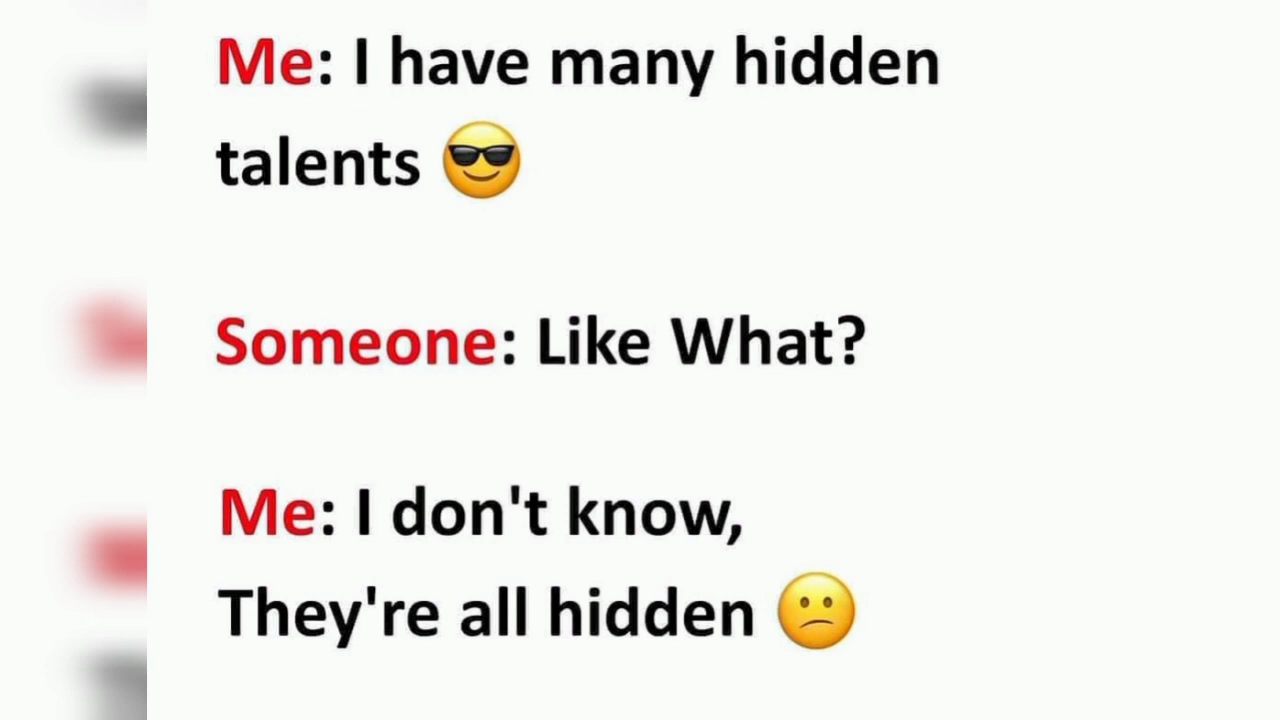 Me: I have many hidden
talents 😎
Someone: Like What?
Me: I don't know,
They're all hidden 😕